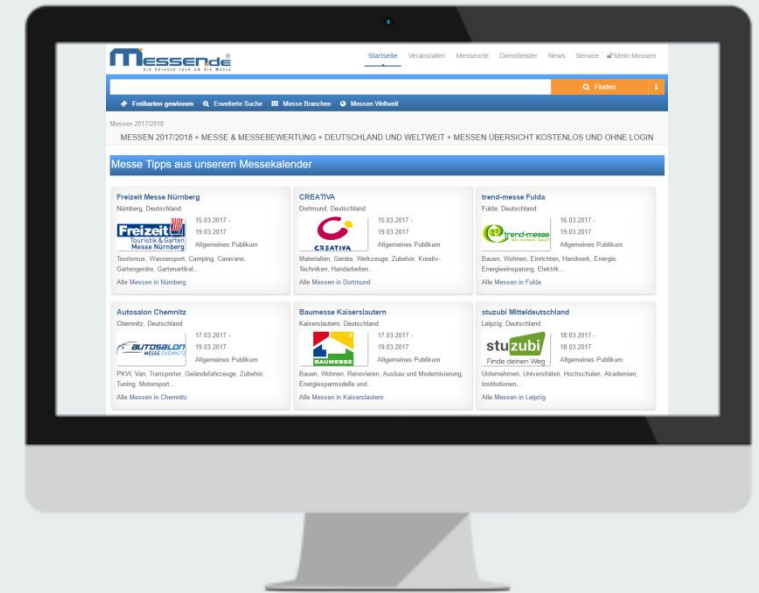 Messen.de
die Adresse rund um die Messe
Startseite Veranstalter Messeorte Dienstleister News Service Mein Messen
Finden
Freikarten gewinnen Erweiterte Suche Messe Branchen Messen Weltweit
Messen 2017/2018
MESSEN 2017/2018 + MESSE & MESSEBEWERTUNG + DEUTSCHLAND UND WELTWEIT + MESSEN ÜBERSICHT KOSTENLOS UND OHNE LOGIN
Messe Tipps aus unserem Messekalender
Freizeit Messe Nürnberg
Nürnberg, Deutschland
Freizeit
Touristik & Garten
Messe Nürnberg
15.03.2017 -
19.03.2017
Allgemeines Publikum
Tourismus, Wassersport, Camping, Caravans,
Gartengeräte, Gartenartikel...
Alle Messen in Nürnberg
CREATIVA
Dortmund, Deutschland
CREATIVA
15.03.2017 -
19.03.2017
Allgemeines Publikum
Materialien, Geräte, Werkzeuge, Zubehör, Kreativ-
Techniken, Handarbeiten...
Alle Messen in Dortmund
trend-messe Fulda
Fulda, Deutschland
trend-messe
16.03.2017 -
19.03.2017
Allgemeines Publikum
Bauen, Wohnen, Einrichten, Handwerk, Energie,
Energieeinsparung, Elektrik...
Alle Messen in Fulda
Autosalon Chemnitz
Chemnitz, Deutschland
AUTOSALON
MESSE CHEMNITZ
17.03.2017 -
19.03.2017
Allgemeines Publikum
PKW, Van, Transporter, Geländefahrzeuge, Zubehör,
Tuning, Motorsport...
Alle Messen in Chemnitz
Baumesse Kaiserslautern
Kaiserslautern, Deutschland
BAUMESSE
17.03.2017 -
19.03.2017
Allgemeines Publikum
Bauen, Wohnen, Renovieren, Ausbau und Modernisierung,
Energiesparmodelle und...
Alle Messen in Kaiserslautern
stuzubi Mitteldeutschland
Leipzig, Deutschland
stuzubi
Finde deinen Weg
18.03.2017 -
18.03.2017
Allgemeines Publikum
Unternehmen, Universitäten, Hochschulen, Akademien,
Institutionen,...
Alle Messen in Leipzig